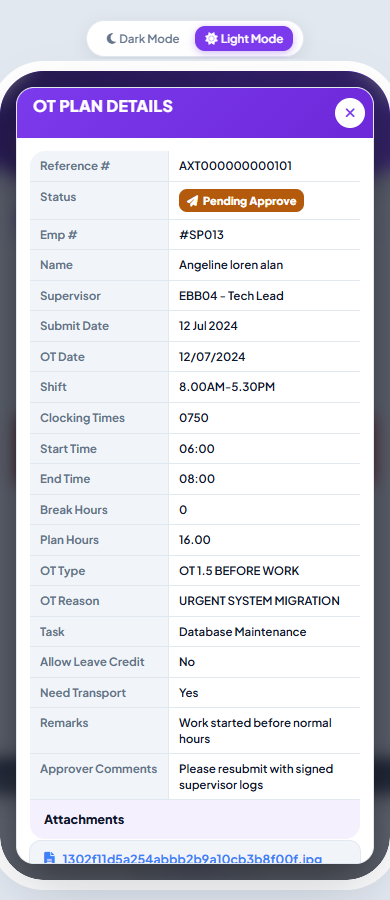 Dark Mode
Light Mode
OT PLAN DETAILS
Reference # AXT000000000101
Status Pending Approve
Emp # #SP013
Name Angeline loren alan
Supervisor EBB04 - Tech Lead
Submit Date 12 Jul 2024
OT Date 12/07/2024
Shift 8.00AM-5.30PM
Clocking Times 0750
Start Time 06:00
End Time 08:00
Break Hours 0
Plan Hours 16.00
OT Type OT 1.5 BEFORE WORK
OT Reason URGENT SYSTEM MIGRATION
Task Database Maintenance
Allow Leave Credit No
Need Transport Yes
Remarks Work started before normal
hours
Approver Comments Please resubmit with signed
supervisor logs
Attachments
1302f11d5a254abbb2b9a10cb3b8f00f.jpg